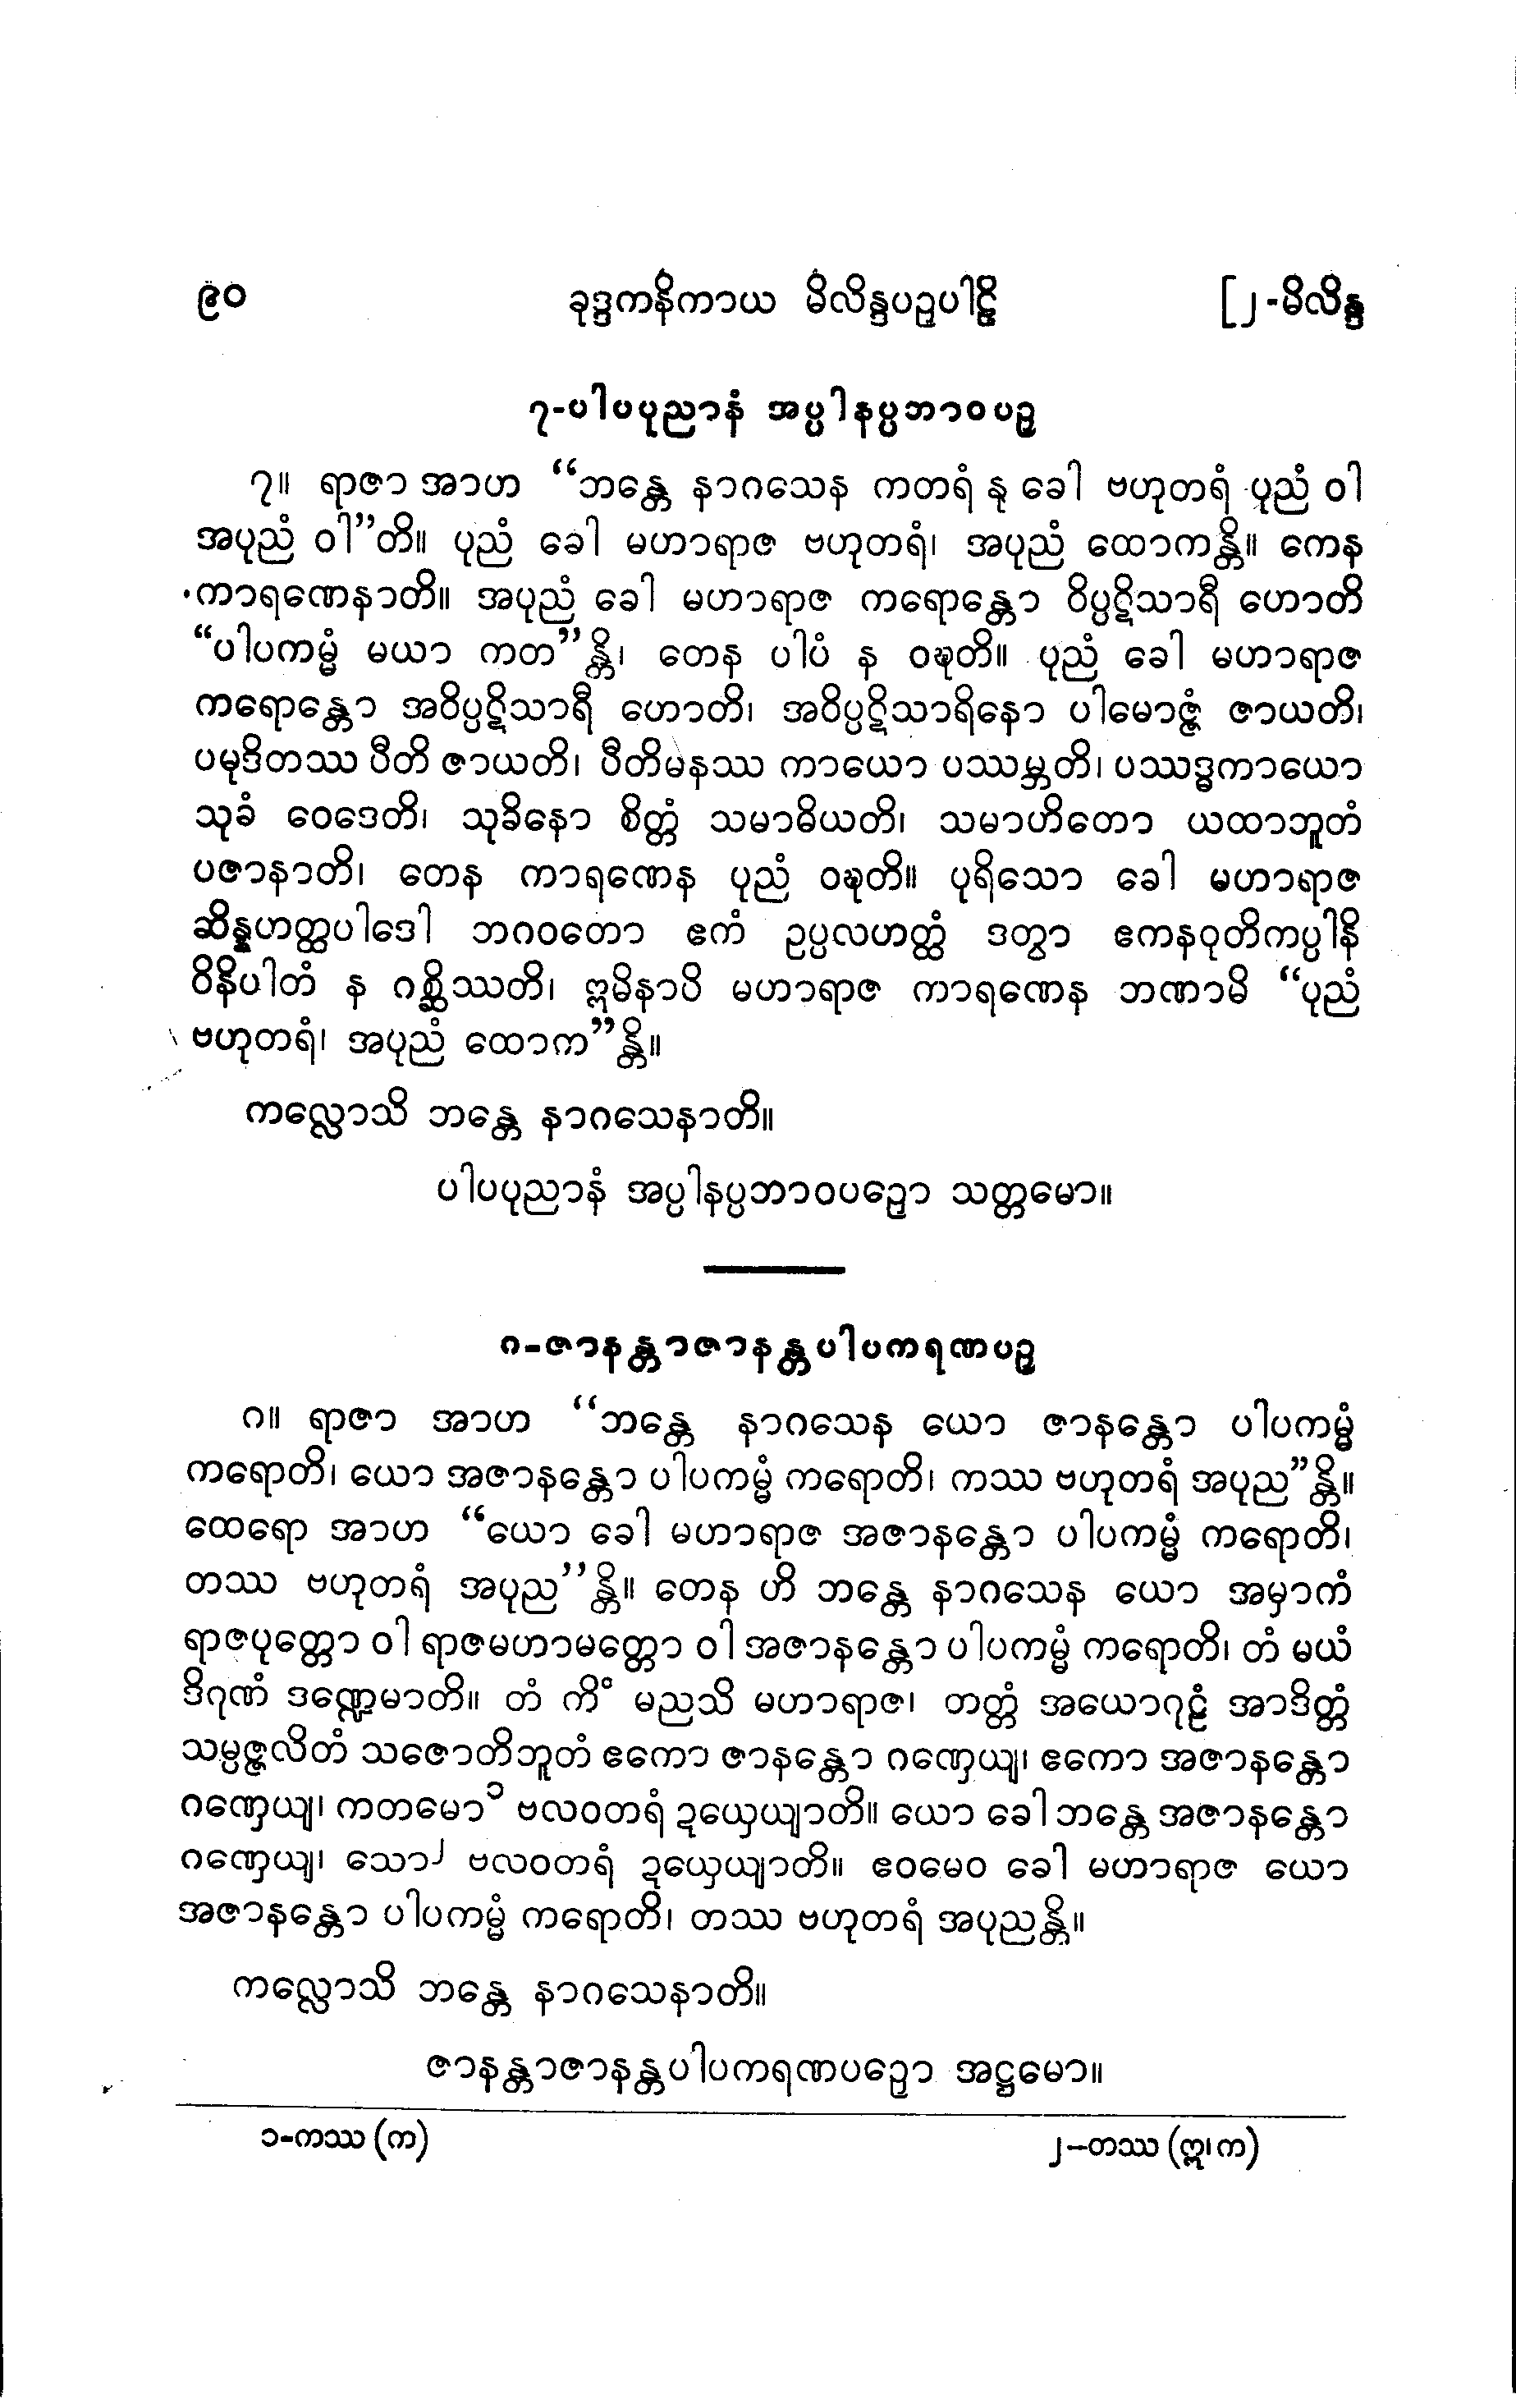 ၉၀ ခုဒ္ဒကနိကာယ မိလိန္ဒပဉှပါဠိ [၂-မိလိန္ဒ
၇-ပါပပုညာနံ အပ္ပါနပ္ပဘာဝပဉှ
၇။ ရာဇာ အာဟ “ဘန္တေ နာဂသေန ကတရံ နု ခေါ ဗဟုတရံ ပုညံ ဝါ
အပုညံ ဝါ”တိ။ ပုညံ ခေါ မဟာရာဇ ဗဟုတရံ၊ အပုညံ ထောကန္တိ။ ကေန
ကာရဏေနာတိ။ အပုညံ ခေါ မဟာရာဇ ကရောန္တော ဝိပ္ပဋိသာရီ ဟောတိ
“ပါပကမ္မံ မယာ ကတ”န္တိ၊ တေန ပါပံ န ဝဍ္ဎတိ။ ပုညံ ခေါ မဟာရာဇ
ကရောန္တော အဝိပ္ပဋိသာရီ ဟောတိ၊ အဝိပ္ပဋိသာရိနော ပါမောဇ္ဇံ ဇာယတိ၊
ပမုဒိတဿ ပီတိ ဇာယတိ၊ ပီတိမနဿ ကာယော ပဿမ္ဘတိ၊ ပဿဒ္ဓကာယော
သုခံ ဝေဒေတိ၊ သုခိနော စိတ္တံ သမာဓိယတိ၊ သမာဟိတော ယထာဘူတံ
ပဇာနာတိ၊ တေန ကာရဏေန ပုညံ ဝဍ္ဎတိ။ ပုရိသော ခေါ မဟာရာဇ
ဆိန္နဟတ္ထပါဒေါ ဘဂဝတော ဧကံ ဥပ္ပလဟတ္ထံ ဒတွာ ဧကနဝုတိကပ္ပါနိ
ဝိနိပါတံ န ဂစ္ဆိဿတိ၊ ဣမိနာပိ မဟာရာဇ ကာရဏေန ဘဏာမိ “ပုညံ
ဗဟုတရံ၊ အပုညံ ထောက”န္တိ။
ကလ္လောသိ ဘန္တေ နာဂသေနာတိ။
ပါပပုညာနံ အပ္ပါနပ္ပဘာဝပဉှော သတ္တမော။
၈-ဇာနန္တာဇာနန္တပါပကရဏပဉှ
၈။ ရာဇာ အာဟ “ဘန္တေ နာဂသေန ယော ဇာနန္တော ပါပကမ္မံ
ကရောတိ၊ ယော အဇာနန္တော ပါပကမ္မံ ကရောတိ၊ ကဿ ဗဟုတရံ အပုည”န္တိ။
ထေရော အာဟ “ယော ခေါ မဟာရာဇ အဇာနန္တော ပါပကမ္မံ ကရောတိ၊
တဿ ဗဟုတရံ အပုည”န္တိ။ တေန ဟိ ဘန္တေ နာဂသေန ယော အမှာကံ
ရာဇပုတ္တော ဝါ ရာဇမဟာမတ္တော ဝါ အဇာနန္တော ပါပကမ္မံ ကရောတိ၊ တံ မယံ
ဒိဂုဏံ ဒဏ္ဍေမာတိ။ တံ ကိံ မညသိ မဟာရာဇ၊ တတ္တံ အယောဂုဠံ အာဒိတ္တံ
သမ္ပဇ္ဇလိတံ သဇောတိဘူတံ ဧကော ဇာနန္တော ဂဏှေယျ၊ ဧကော အဇာနန္တော
ဂဏှေယျ၊ ကတမော၁ ဗလဝတရံ ဍယှေယျာတိ။ ယော ခေါ ဘန္တေ အဇာနန္တော
ဂဏှေယျ၊ သော၂ ဗလဝတရံ ဍယှေယျာတိ။ ဧဝမေဝ ခေါ မဟာရာဇ ယော
အဇာနန္တော ပါပကမ္မံ ကရောတိ၊ တဿ ဗဟုတရံ အပုညန္တိ။
ကလ္လောသိ ဘန္တေ နာဂသေနာတိ။
ဇာနန္တာဇာနန္တပါပကရဏပဉှော အဋ္ဌမော။
၁-ကဿ (က) ၂-တဿ (ဣ၊ က)